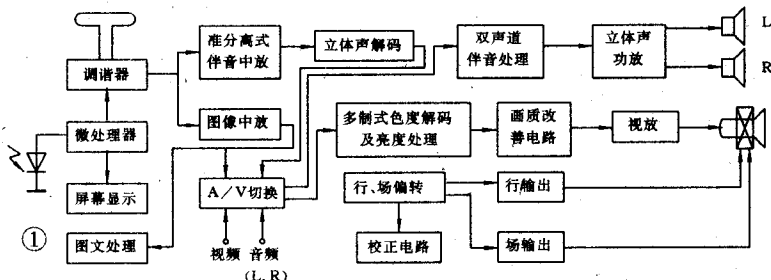 准分离式
伴音中放
立体声解码
双声道
伴音处理
立体声
功放
L
R
调谐器
图像中放
多制式色度解码
及亮度处理
画质改
善电路
视放
微处理器
屏幕显示
A/V切换
行、场偏转
行输出
①
图文处理
视频 音频
(L, R)
校正电路
场输出